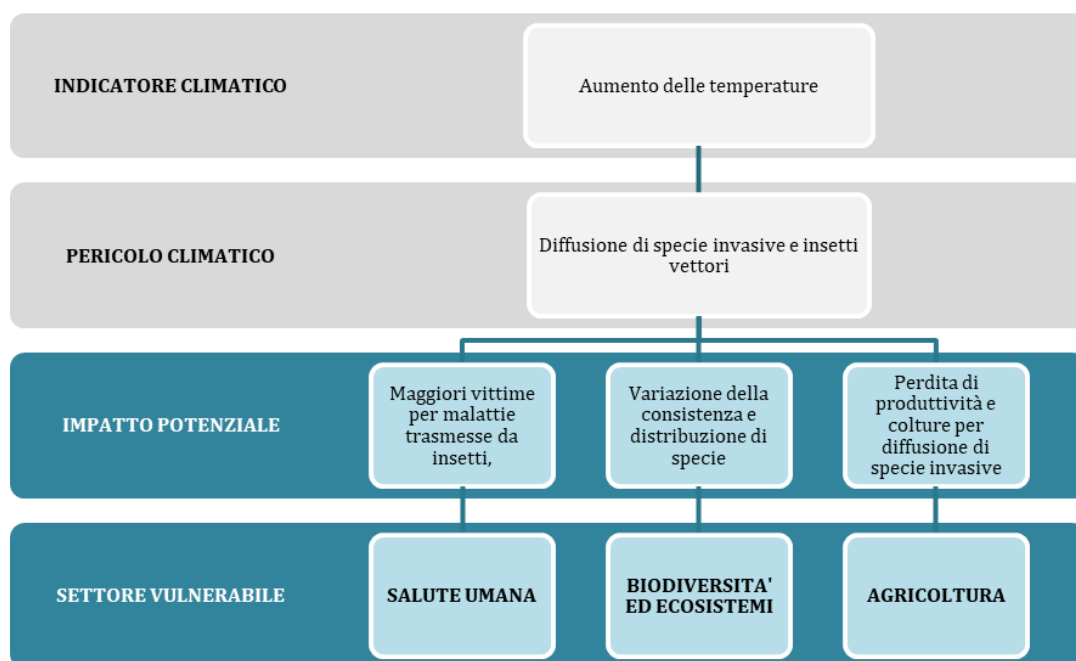 INDICATORE CLIMATICO
Aumento delle temperature
PERICOLO CLIMATICO
Diffusione di specie invasive e insetti
vettori
IMPATTO POTENZIALE
Maggiori vittime
per malattie
trasmesse da
insetti,
Variazione della
consistenza e
distribuzione di
specie
Perdita di
produttività e
colture per
diffusione di
specie invasive
SETTORE VULNERABILE
SALUTE UMANA
BIODIVERSITA'
ED ECOSISTEMI
AGRICOLTURA